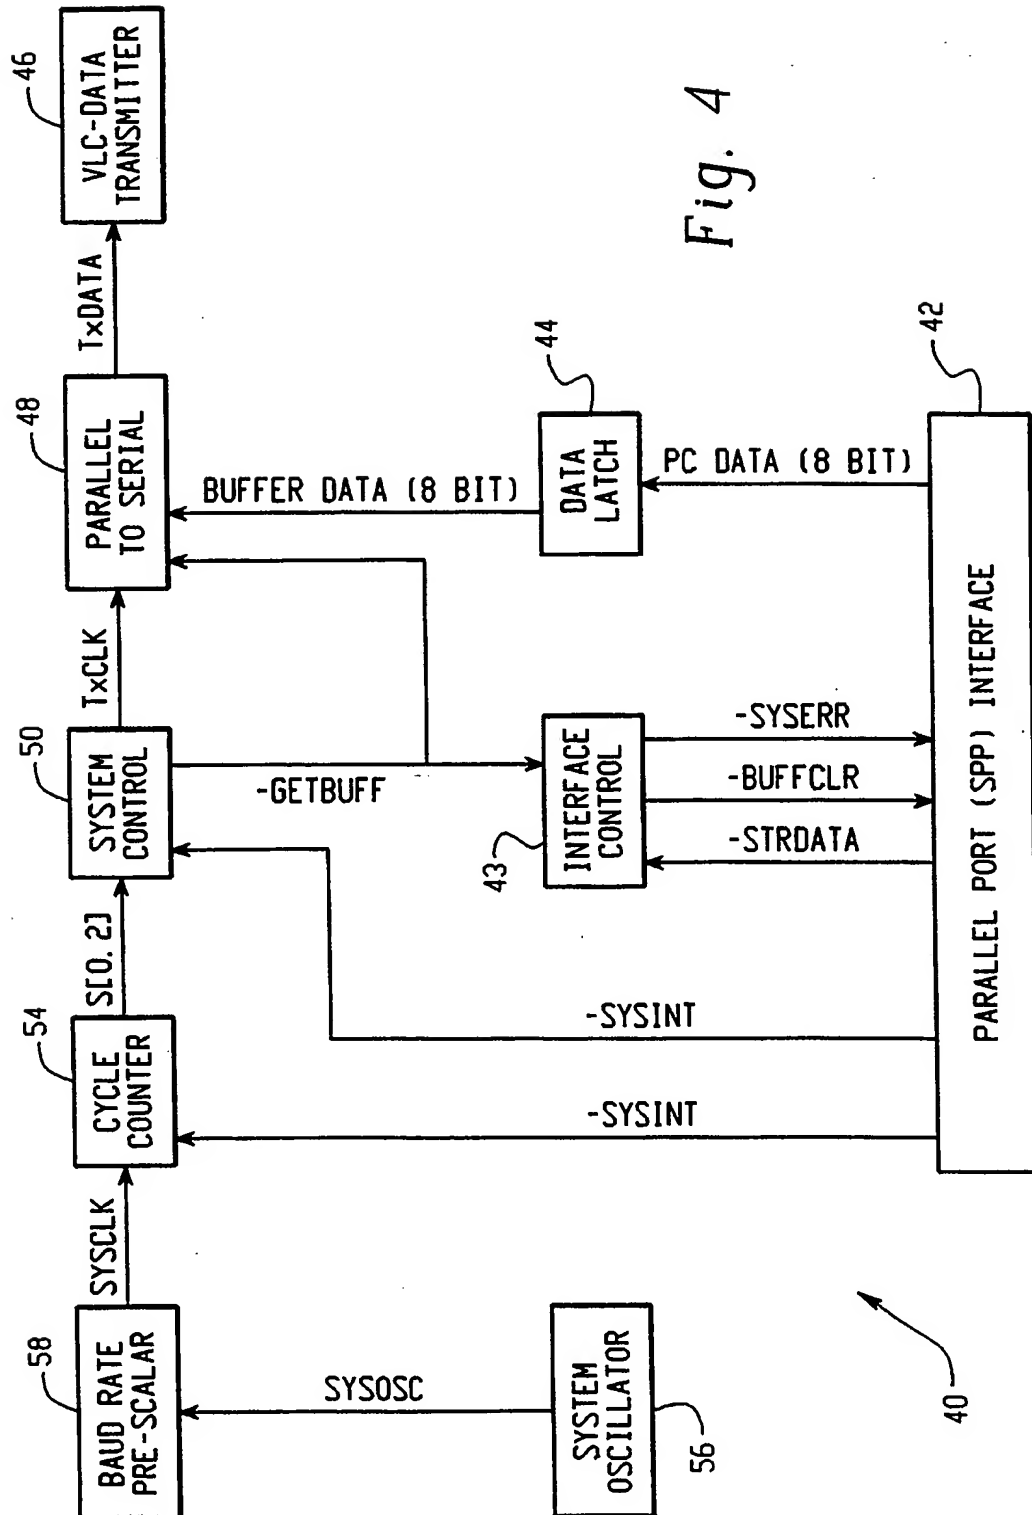 58
BAUD RATE
PRE-SCALAR
SYSCLK
54
CYCLE
COUNTER
S[0. 2]
50
SYSTEM
CONTROL
TxCLK
48
PARALLEL
TO SERIAL
TxDATA
46
VLC-DATA
TRANSMITTER
SYSOSC
-GETBUFF
BUFFER DATA (8 BIT)
SYSTEM
OSCILLATOR
56
43
INTERFACE
CONTROL
DATA
LATCH
44
-SYSINT
-SYSINT
-SYSERR
-BUFFCLR
-STRDATA
PC DATA (8 BIT)
Fig. 4
PARALLEL PORT (SPP) INTERFACE
42
40